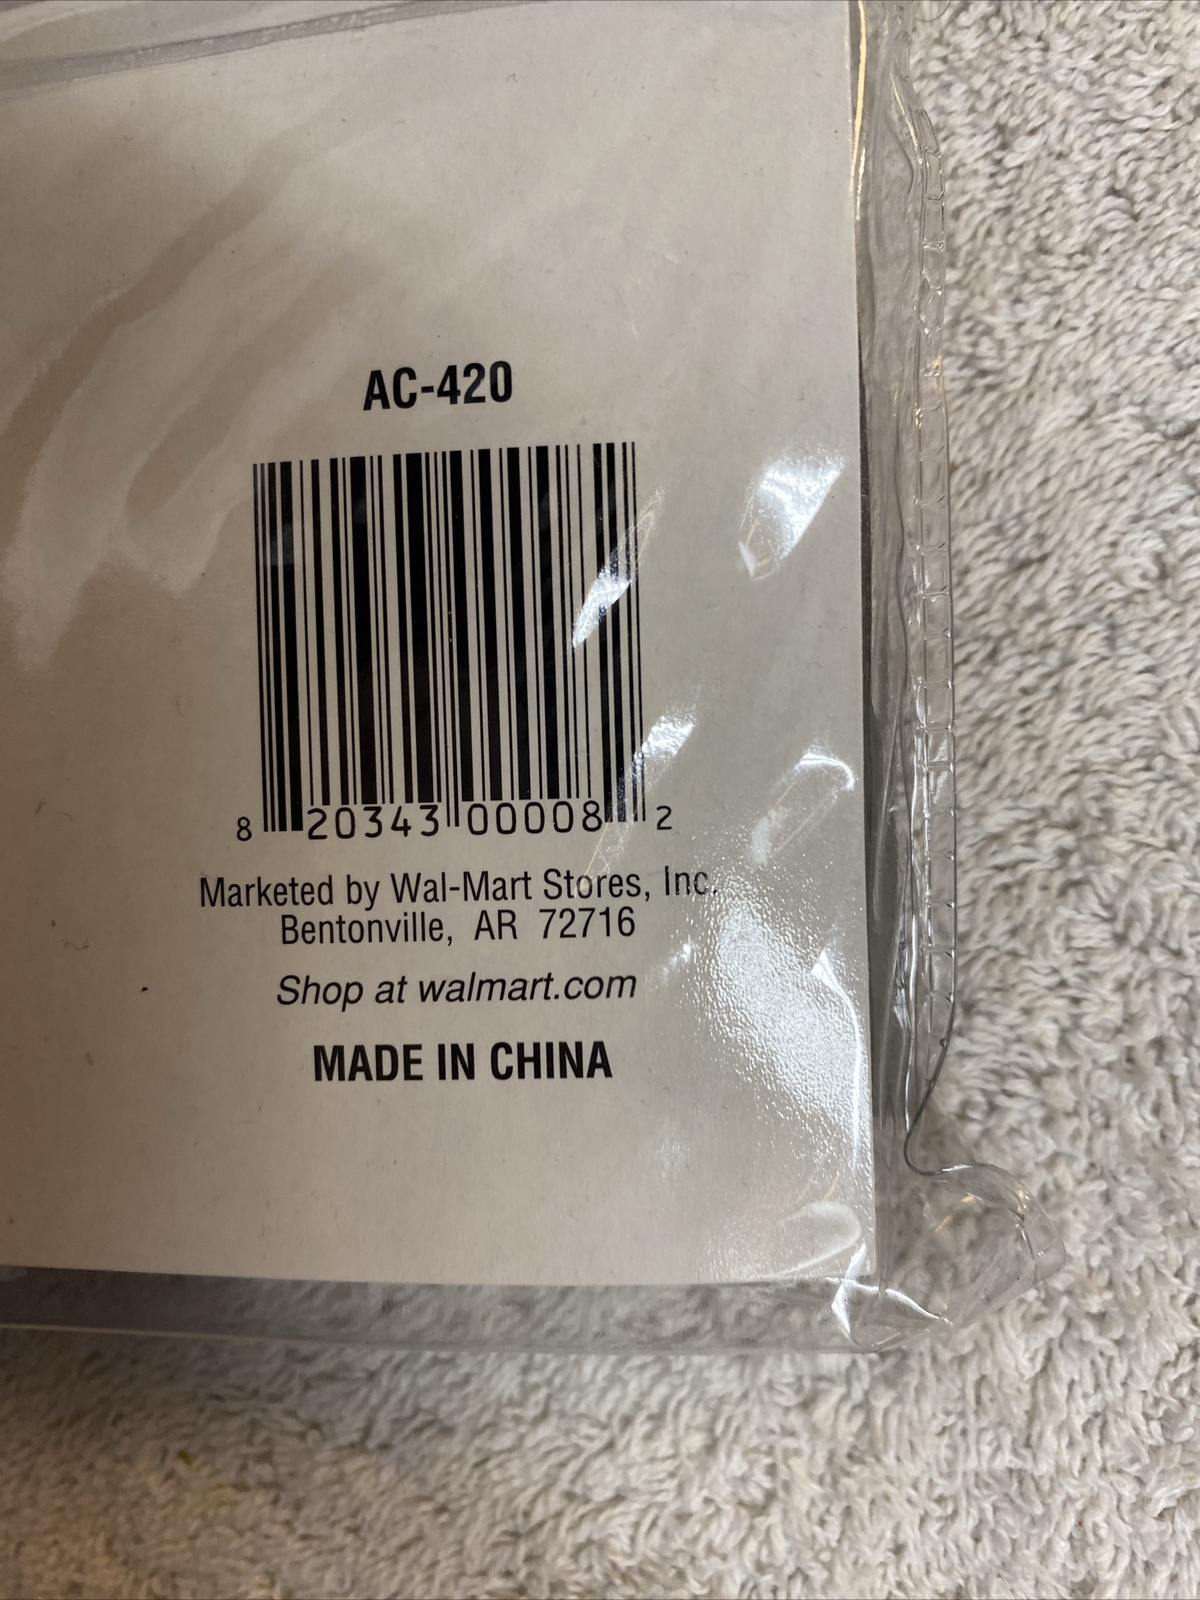 AC-420
8 20343 00008 2
Marketed by Wal-Mart Stores, Inc.
Bentonville, AR 72716
Shop at walmart.com
MADE IN CHINA